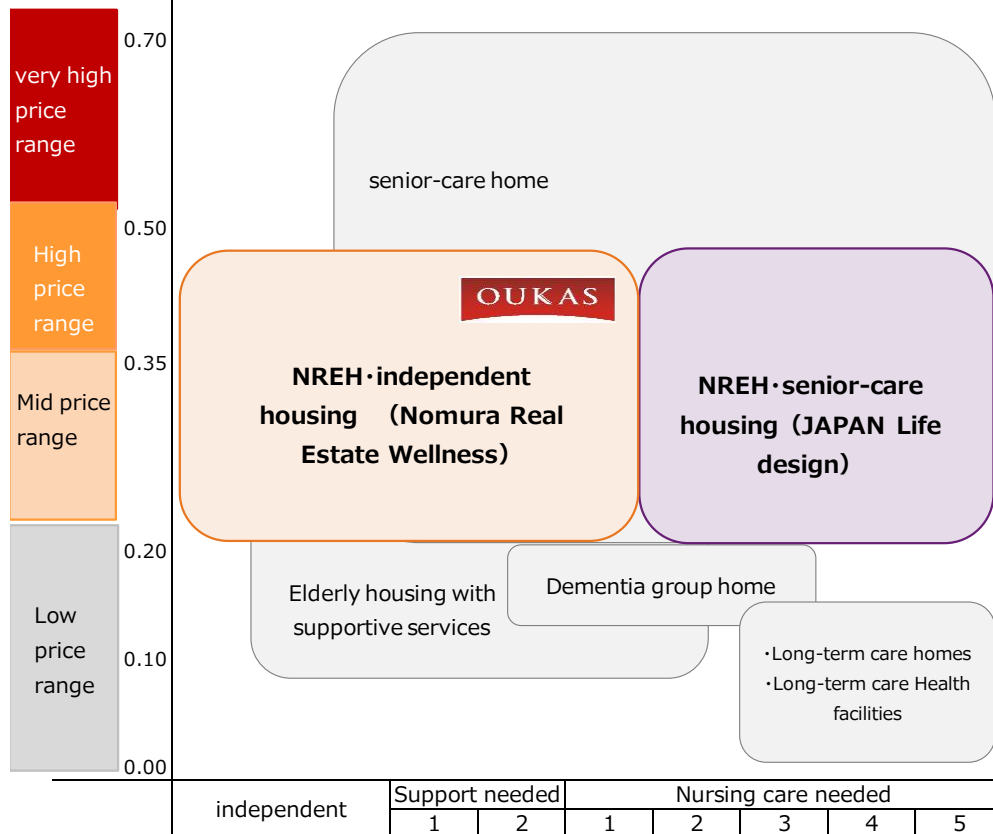 0.70
very high
price
range
senior-care home
0.50
High
price
range
OUKAS
0.35
Mid price
range
NREH・independent
housing （Nomura Real
Estate Wellness）
NREH・senior-care
housing（JAPAN Life
design）
0.20
Elderly housing with
supportive services
Dementia group home
Low
price
range
0.10
・Long-term care homes
・Long-term care Health
facilities
0.00
independent
Support needed
Nursing care needed
1 2 1 2 3 4 5